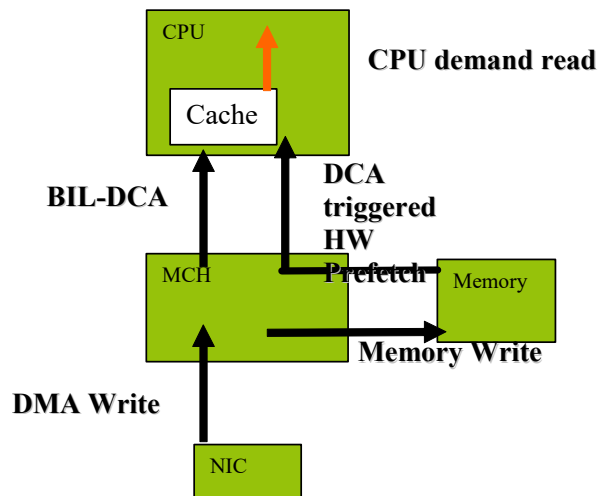 CPU
CPU demand read
Cache
BIL-DCA
DCA
triggered
HW
Prefetch
MCH
Memory
Memory Write
DMA Write
NIC